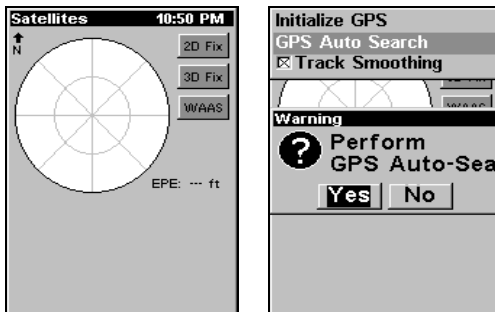 Satellites 10:50 PM
N
2D Fix
3D Fix
WAAS
EPE: --- ft
Initialize GPS
GPS Auto Search
Track Smoothing
Warning
?
Perform
GPS Auto-Sea
Yes No